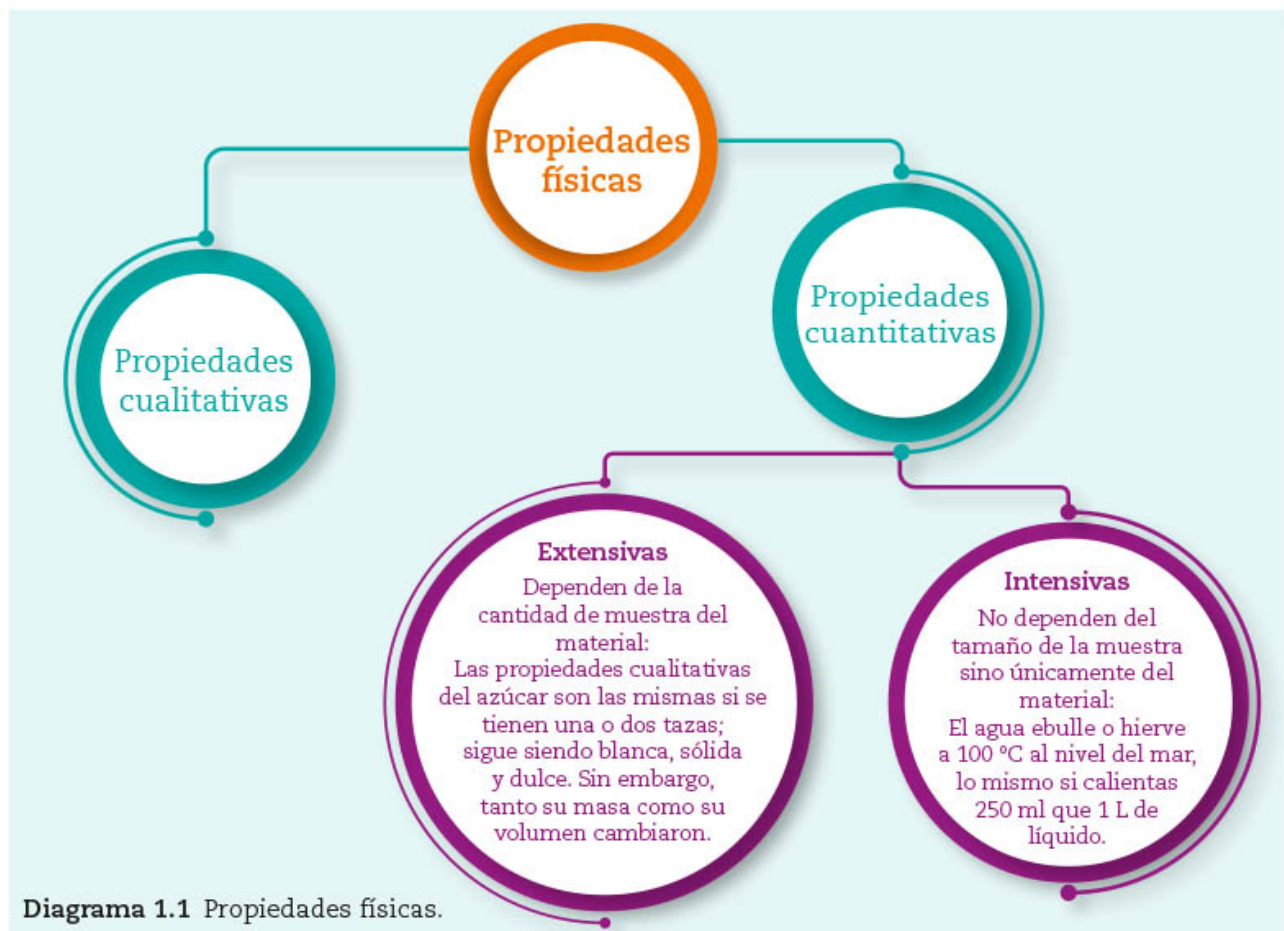 Propiedades
físicas
Propiedades
cualitativas
Propiedades
cuantitativas
Extensivas
Dependen de la
cantidad de muestra del
material:
Las propiedades cualitativas
del azúcar son las mismas si se
tienen una o dos tazas;
sigue siendo blanca, sólida
y dulce. Sin embargo,
tanto su masa como su
volumen cambiaron.
Intensivas
No dependen del
tamaño de la muestra
sino únicamente del
material:
El agua ebulle o hierve
a 100 °C al nivel del mar,
lo mismo si calientas
250 ml que 1 L de
líquido.
Diagrama 1.1 Propiedades físicas.